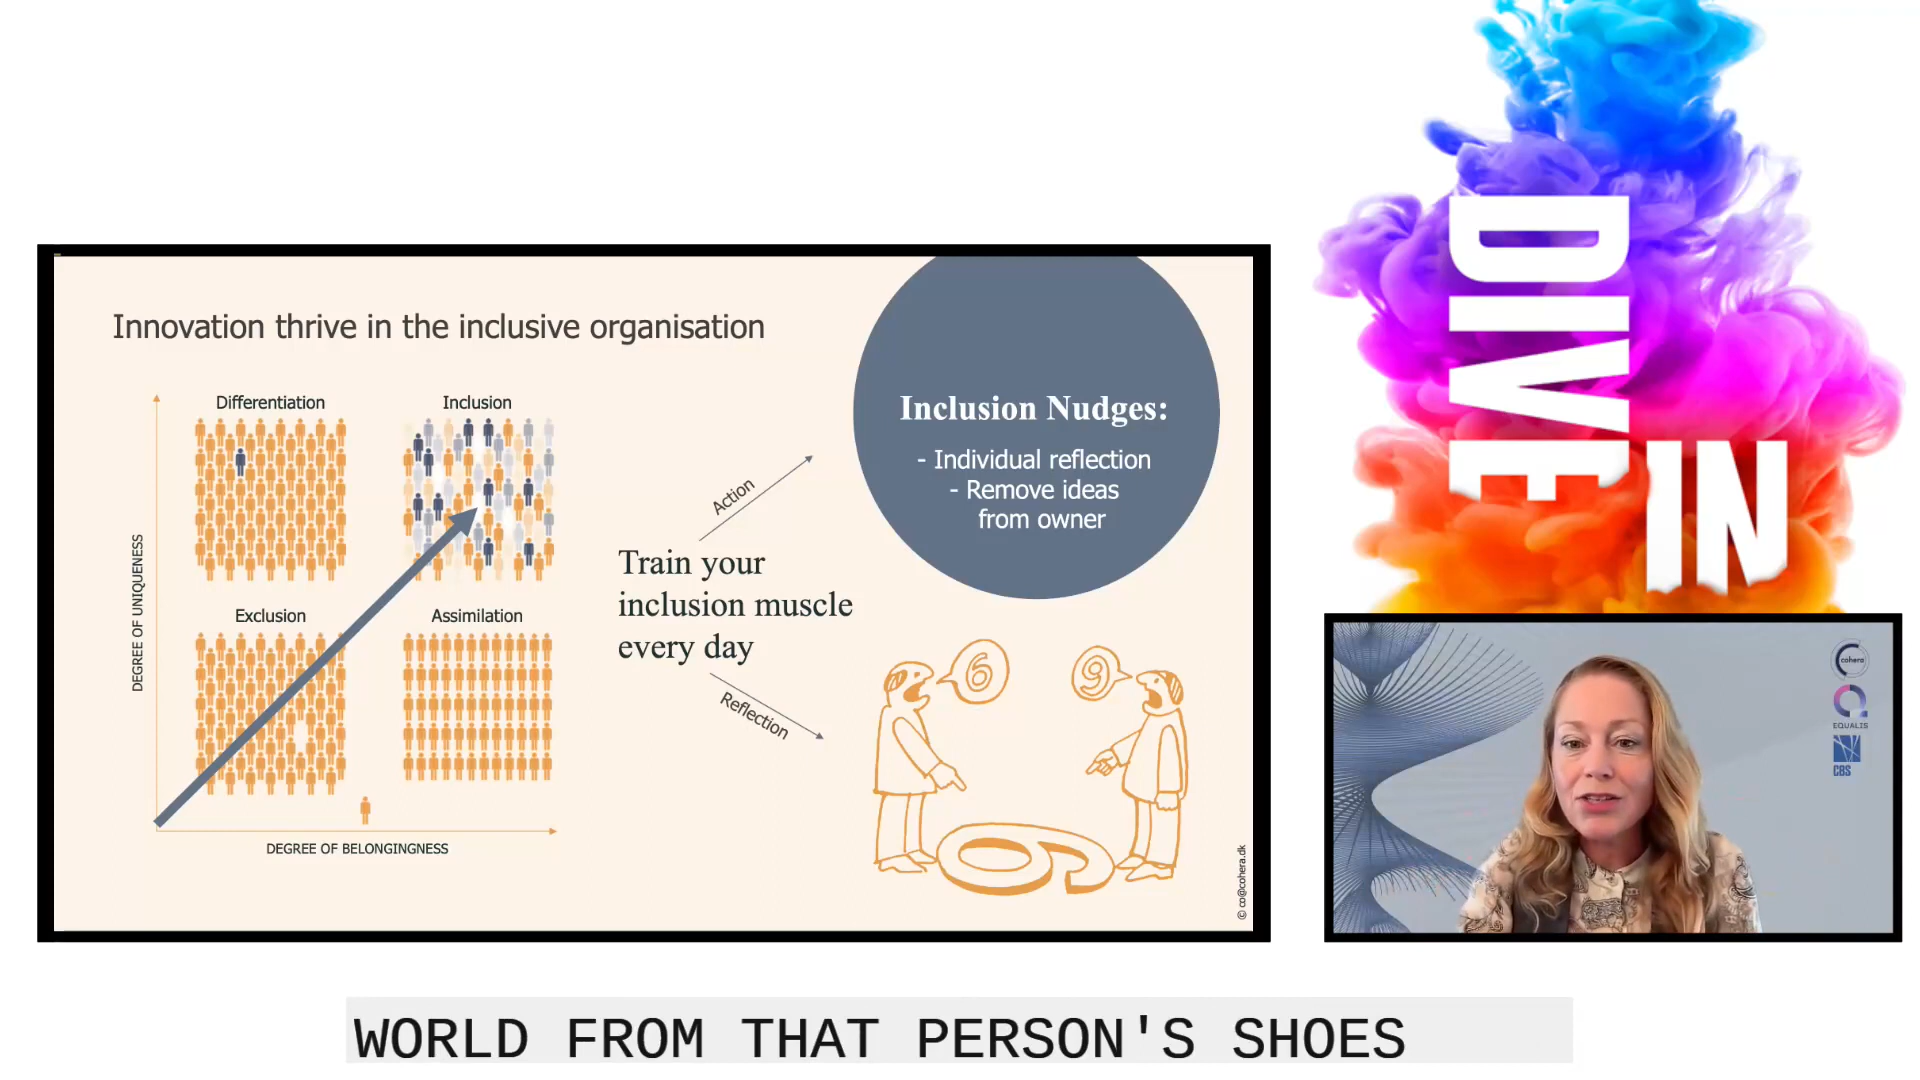 Innovation thrive in the inclusive organisation
Differentiation
Inclusion
Exclusion
Assimilation
DEGREE OF UNIQUENESS
DEGREE OF BELONGINGNESS
Action
Train your
inclusion muscle
every day
Reflection
Inclusion Nudges:
- Individual reflection
- Remove ideas
from owner
6
9
© co@cohera.dk
DIVE
IN
cohera
EQUALIS
CBS
WORLD FROM THAT PERSON'S SHOES